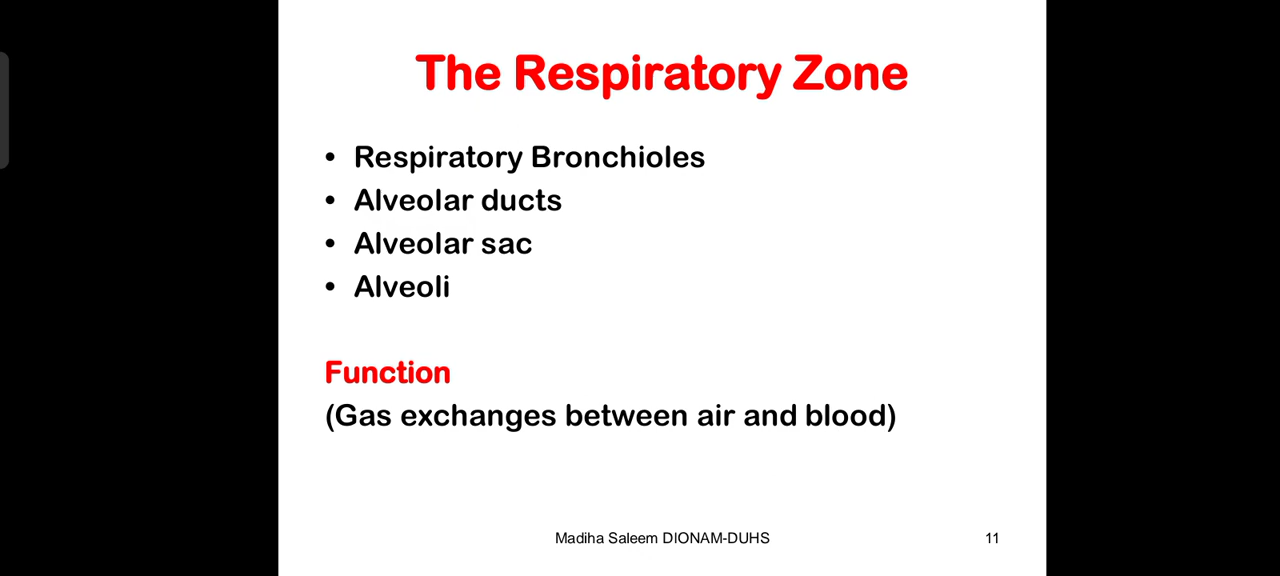 The Respiratory Zone
• Respiratory Bronchioles
• Alveolar ducts
• Alveolar sac
• Alveoli
Function
(Gas exchanges between air and blood)
Madiha Saleem DIONAM-DUHS 11